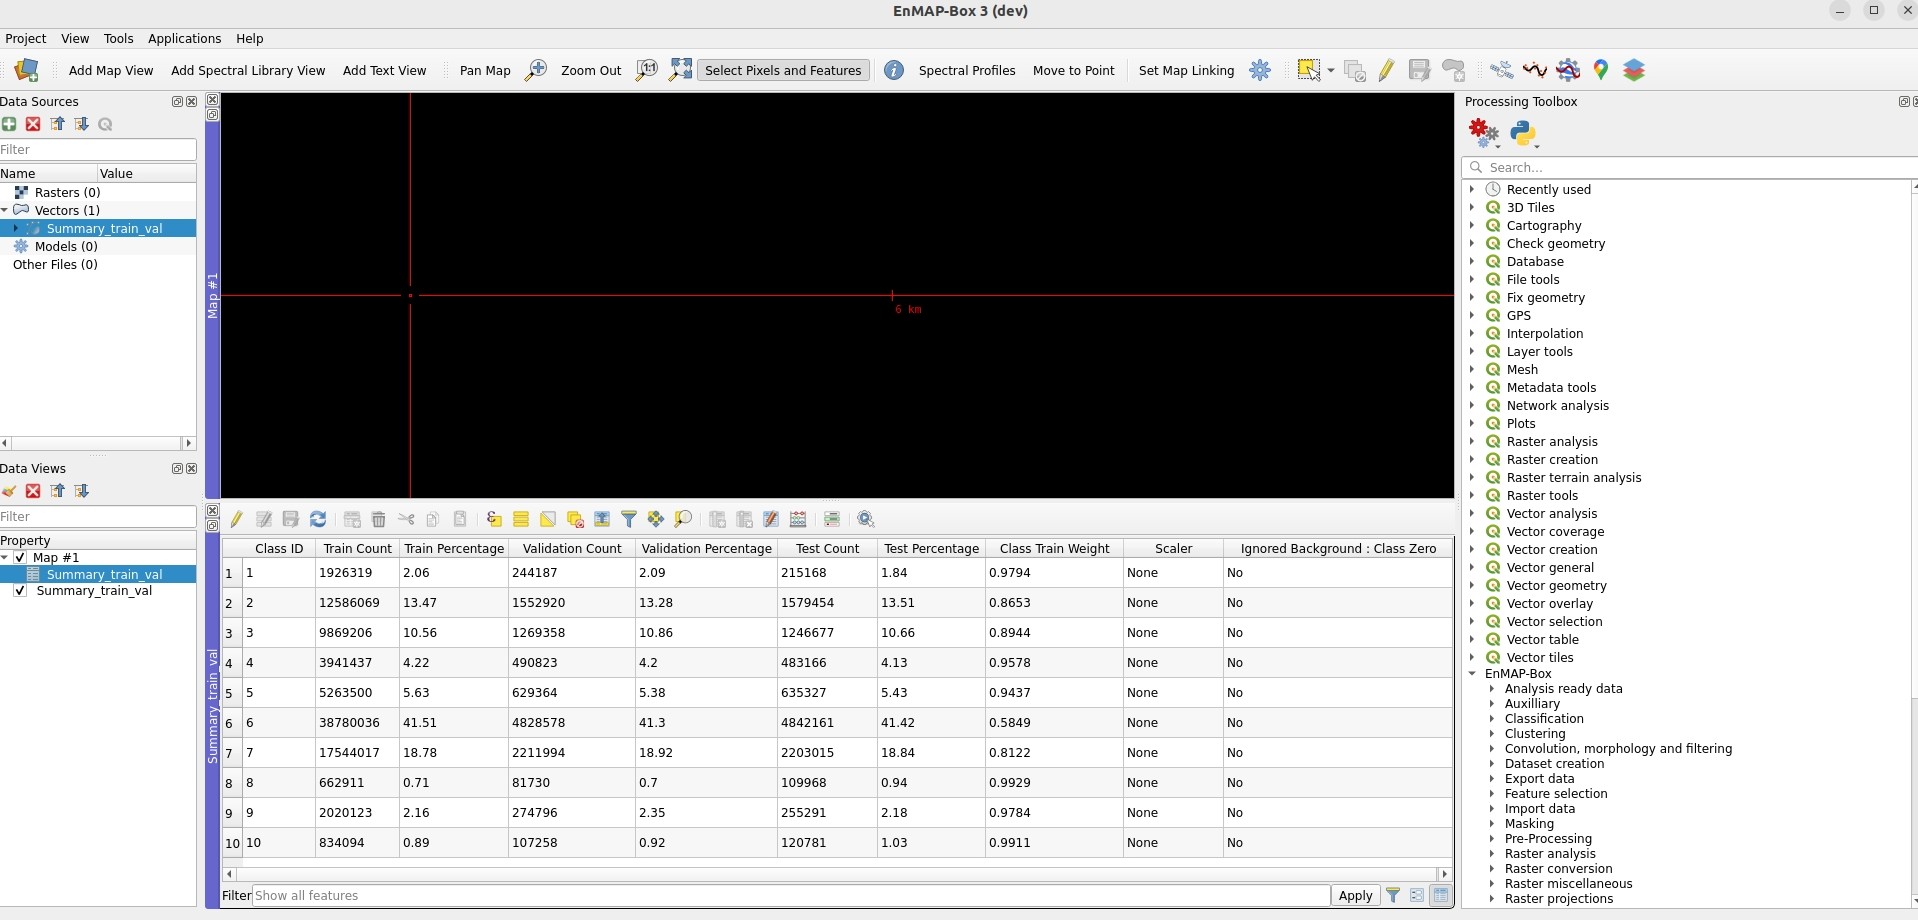 EnMAP-Box 3 (dev)
Project View Tools Applications Help
Add Map View Add Spectral Library View Add Text View Pan Map Zoom Out 1:1 Select Pixels and Features Spectral Profiles Move to Point Set Map Linking
Data Sources
Filter
Name Value
Rasters (0)
Vectors (1)
Summary_train_val
Models (0)
Other Files (0)
Data Views
Filter
Property
Map #1
Summary_train_val
Summary_train_val
Map #1
6 km
Summary_train_val
Class ID Train Count Train Percentage Validation Count Validation Percentage Test Count Test Percentage Class Train Weight Scaler Ignored Background : Class Zero
1 1 1926319 2.06 244187 2.09 215168 1.84 0.9794 None No
2 2 12586069 13.47 1552920 13.28 1579454 13.51 0.8653 None No
3 3 9869206 10.56 1269358 10.86 1246677 10.66 0.8944 None No
4 4 3941437 4.22 490823 4.2 483166 4.13 0.9578 None No
5 5 5263500 5.63 629364 5.38 635327 5.43 0.9437 None No
6 6 38780036 41.51 4828578 41.3 4842161 41.42 0.5849 None No
7 7 17544017 18.78 2211994 18.92 2203015 18.84 0.8122 None No
8 8 662911 0.71 81730 0.7 109968 0.94 0.9929 None No
9 9 2020123 2.16 274796 2.35 255291 2.18 0.9784 None No
10 10 834094 0.89 107258 0.92 120781 1.03 0.9911 None No
Filter Show all features Apply
Processing Toolbox
Search...
Recently used
3D Tiles
Cartography
Check geometry
Database
File tools
Fix geometry
GPS
Interpolation
Layer tools
Mesh
Metadata tools
Network analysis
Plots
Raster analysis
Raster creation
Raster terrain analysis
Raster tools
Vector analysis
Vector coverage
Vector creation
Vector general
Vector geometry
Vector overlay
Vector selection
Vector table
Vector tiles
EnMAP-Box
Analysis ready data
Auxilliary
Classification
Clustering
Convolution, morphology and filtering
Dataset creation
Export data
Feature selection
Import data
Masking
Pre-Processing
Raster analysis
Raster conversion
Raster miscellaneous
Raster projections